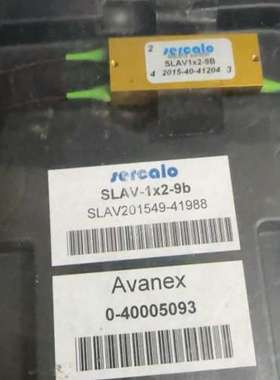 2
sercalo
SLAV1x2-9B
4 2015-40-41204 3
sercalo
SLAV-1x2-9b
SLAV201549-41988
Avanex
0-40005093